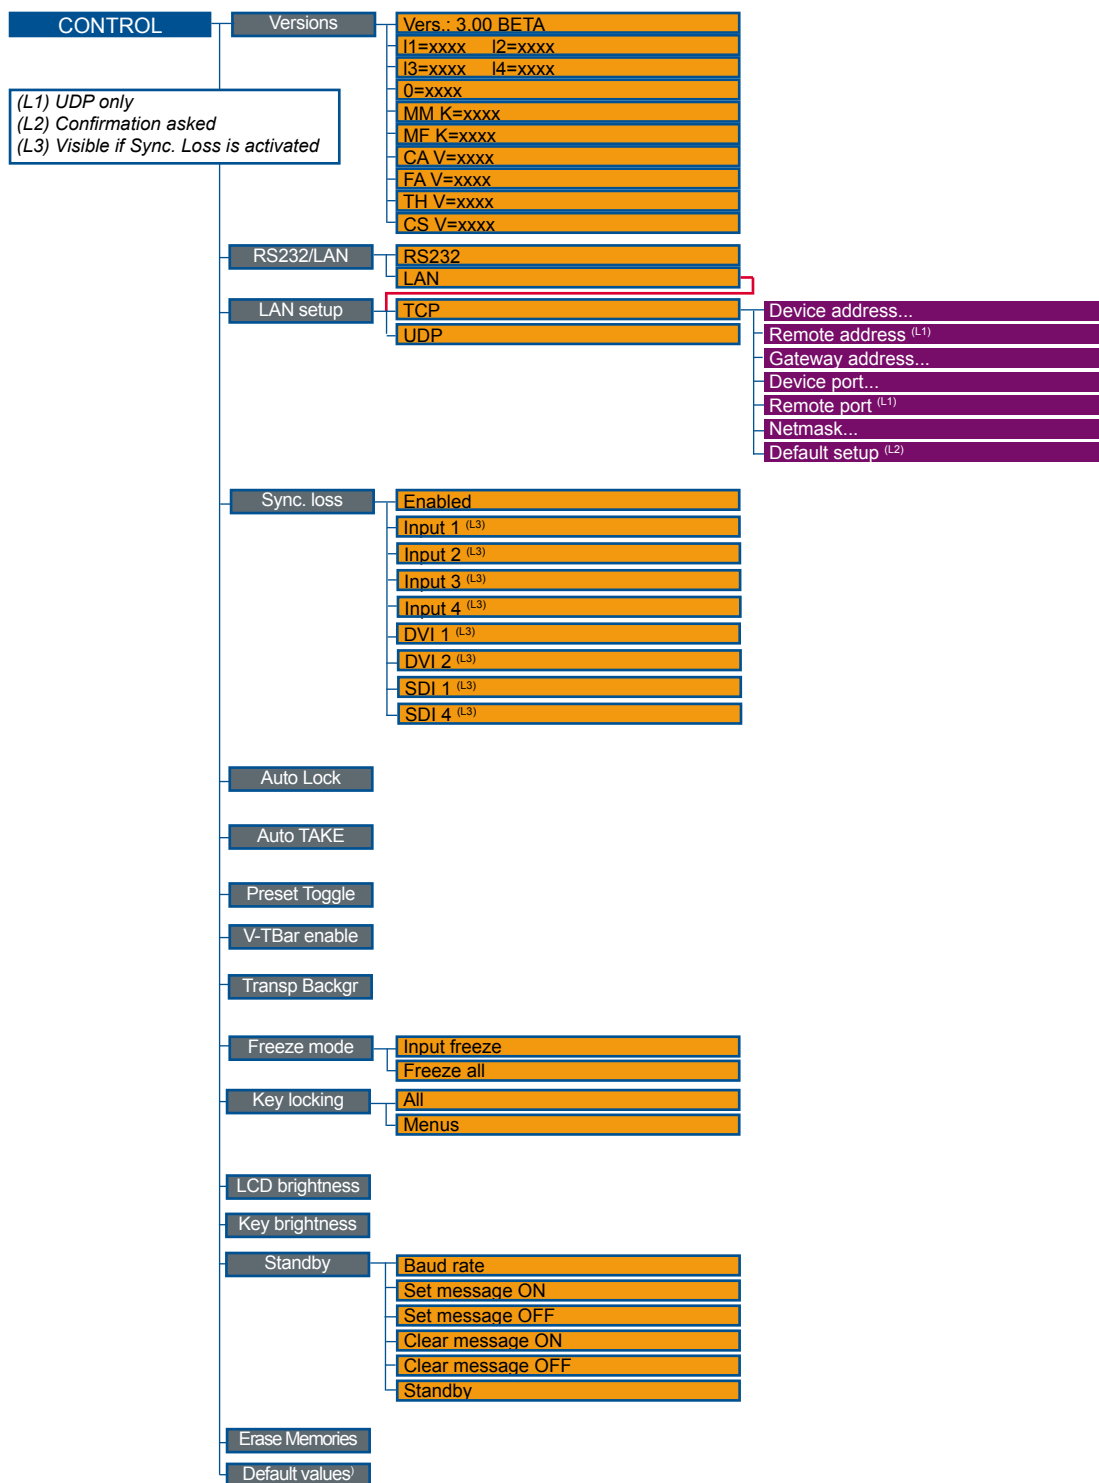 CONTROL
(L1) UDP only
(L2) Confirmation asked
(L3) Visible if Sync. Loss is activated
Versions
Vers.: 3.00 BETA
I1=xxxx I2=xxxx
I3=xxxx I4=xxxx
0=xxxx
MM K=xxxx
MF K=xxxx
CA V=xxxx
FA V=xxxx
TH V=xxxx
CS V=xxxx
RS232/LAN
RS232
LAN
LAN setup
TCP
UDP
Device address...
Remote address (L1)
Gateway address...
Device port...
Remote port (L1)
Netmask...
Default setup (L2)
Sync. loss
Enabled
Input 1 (L3)
Input 2 (L3)
Input 3 (L3)
Input 4 (L3)
DVI 1 (L3)
DVI 2 (L3)
SDI 1 (L3)
SDI 4 (L3)
Auto Lock
Auto TAKE
Preset Toggle
V-TBar enable
Transp Backgr
Freeze mode
Input freeze
Freeze all
Key locking
All
Menus
LCD brightness
Key brightness
Standby
Baud rate
Set message ON
Set message OFF
Clear message ON
Clear message OFF
Standby
Erase Memories
Default values)